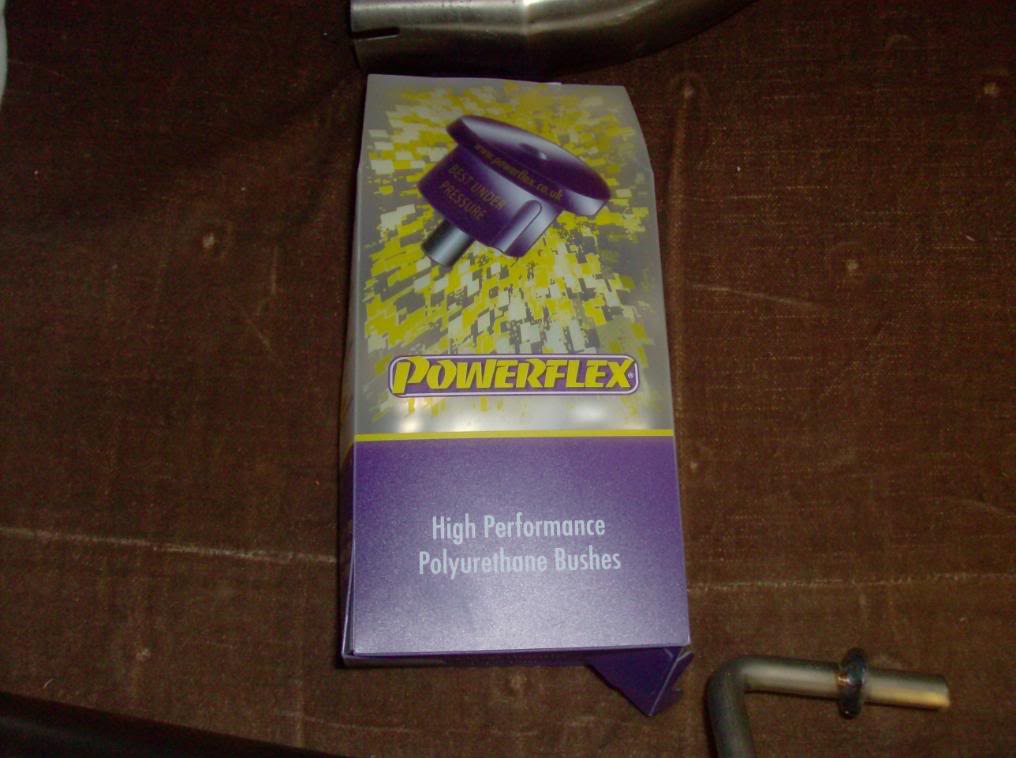 www.powerflex.co.uk
BEST UNDER
PRESSURE
POWERFLEX®
High Performance
Polyurethane Bushes